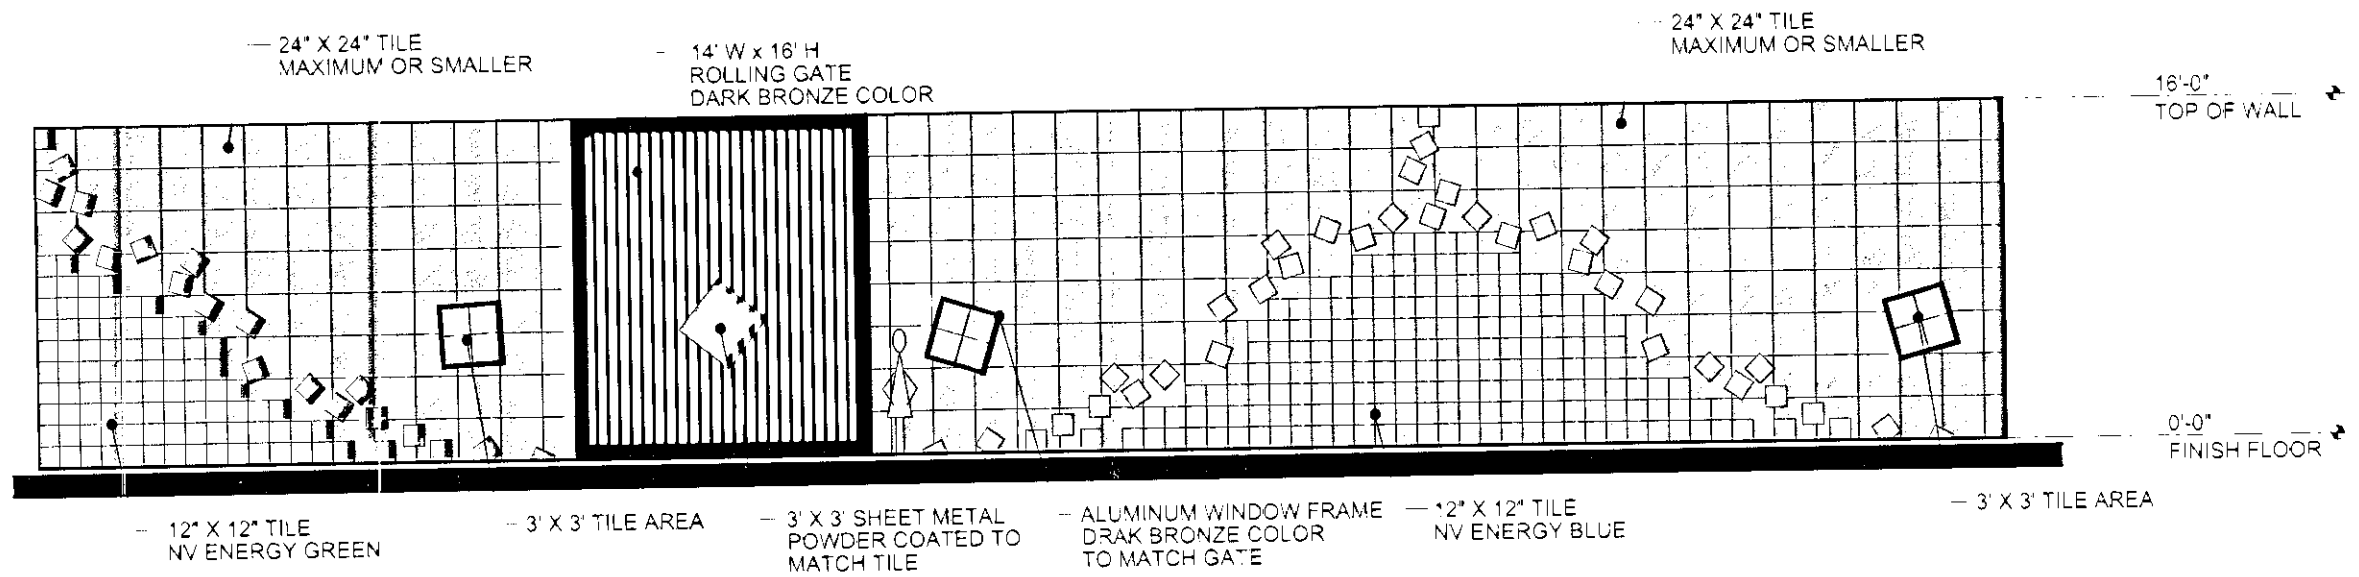 24" X 24" TILE
MAXIMUM OR SMALLER
14' W x 16' H
ROLLING GATE
DARK BRONZE COLOR
24" X 24" TILE
MAXIMUM OR SMALLER
16'-0"
TOP OF WALL
0'-0"
FINISH FLOOR
12" X 12" TILE
NV ENERGY GREEN
3' X 3' TILE AREA
3' X 3' SHEET METAL
POWDER COATED TO
MATCH TILE
ALUMINUM WINDOW FRAME
DRAK BRONZE COLOR
TO MATCH GATE
12" X 12" TILE
NV ENERGY BLUE
3' X 3' TILE AREA